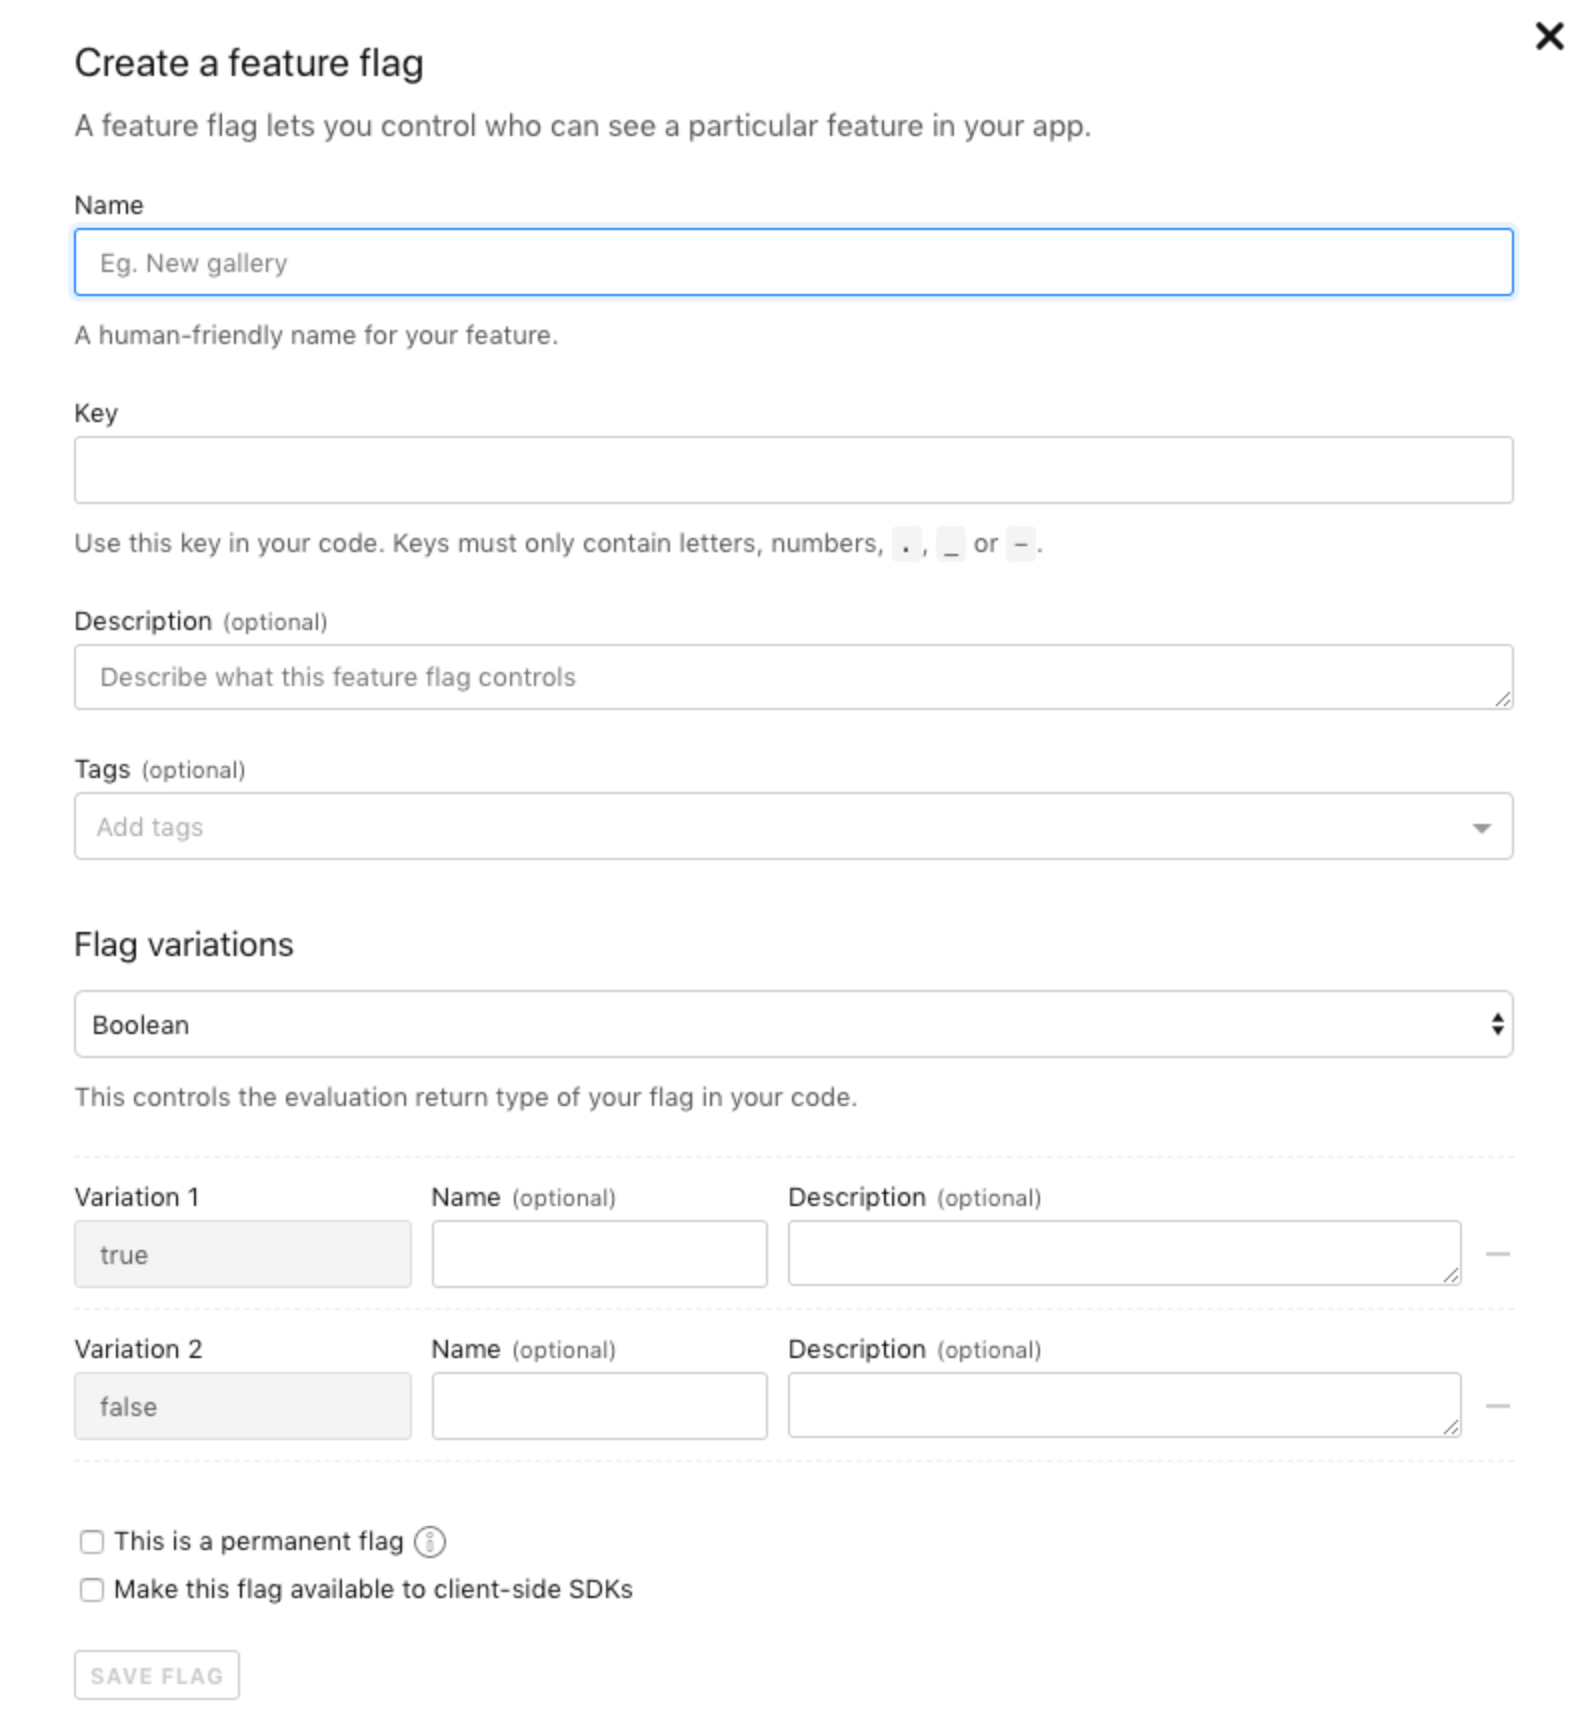 Create a feature flag
A feature flag lets you control who can see a particular feature in your app.
Name
Eg. New gallery
A human-friendly name for your feature.
Key
Use this key in your code. Keys must only contain letters, numbers, . , _ or - .
Description (optional)
Describe what this feature flag controls
Tags (optional)
Add tags
Flag variations
Boolean
This controls the evaluation return type of your flag in your code.
Variation 1 Name (optional) Description (optional)
true
Variation 2 Name (optional) Description (optional)
false
This is a permanent flag
Make this flag available to client-side SDKs
SAVE FLAG